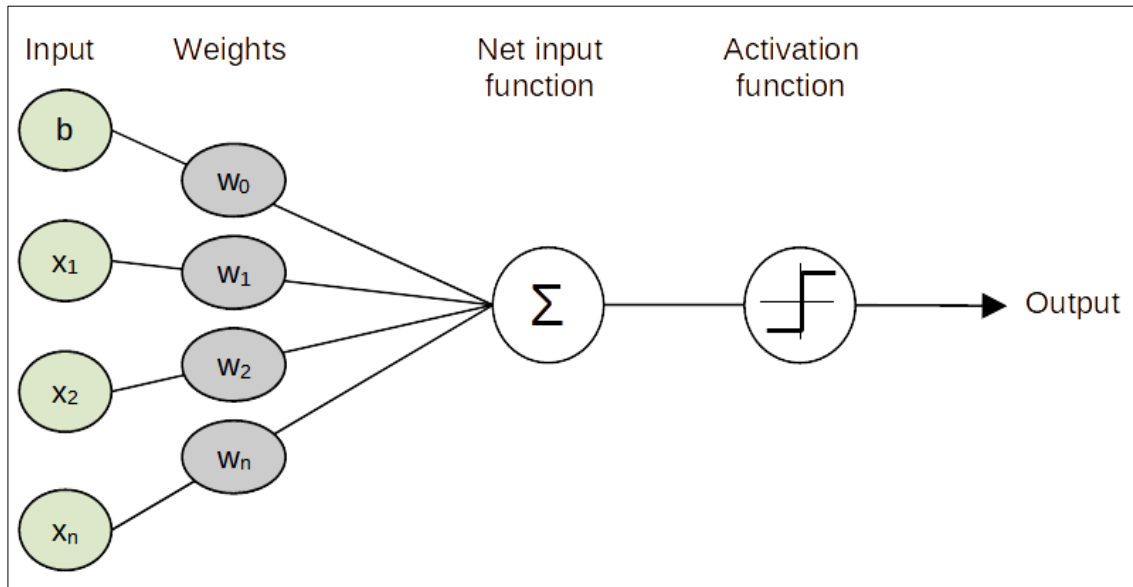 Input
Weights
Net input
function
Activation
function
b
w₀
x₁
w₁
x₂
w₂
xₙ
wₙ
Σ
Output